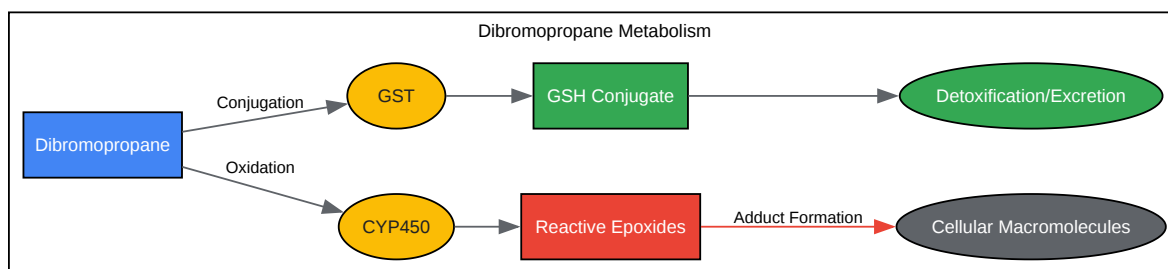 Dibromopropane Metabolism
Conjugation
GST
GSH Conjugate
Detoxification/Excretion
Dibromopropane
Oxidation
CYP450
Reactive Epoxides
Adduct Formation
Cellular Macromolecules